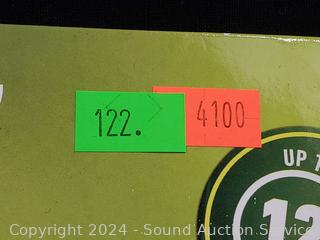 122. 4100
UP T
12
Copyright 2024 - Sound Auction Service